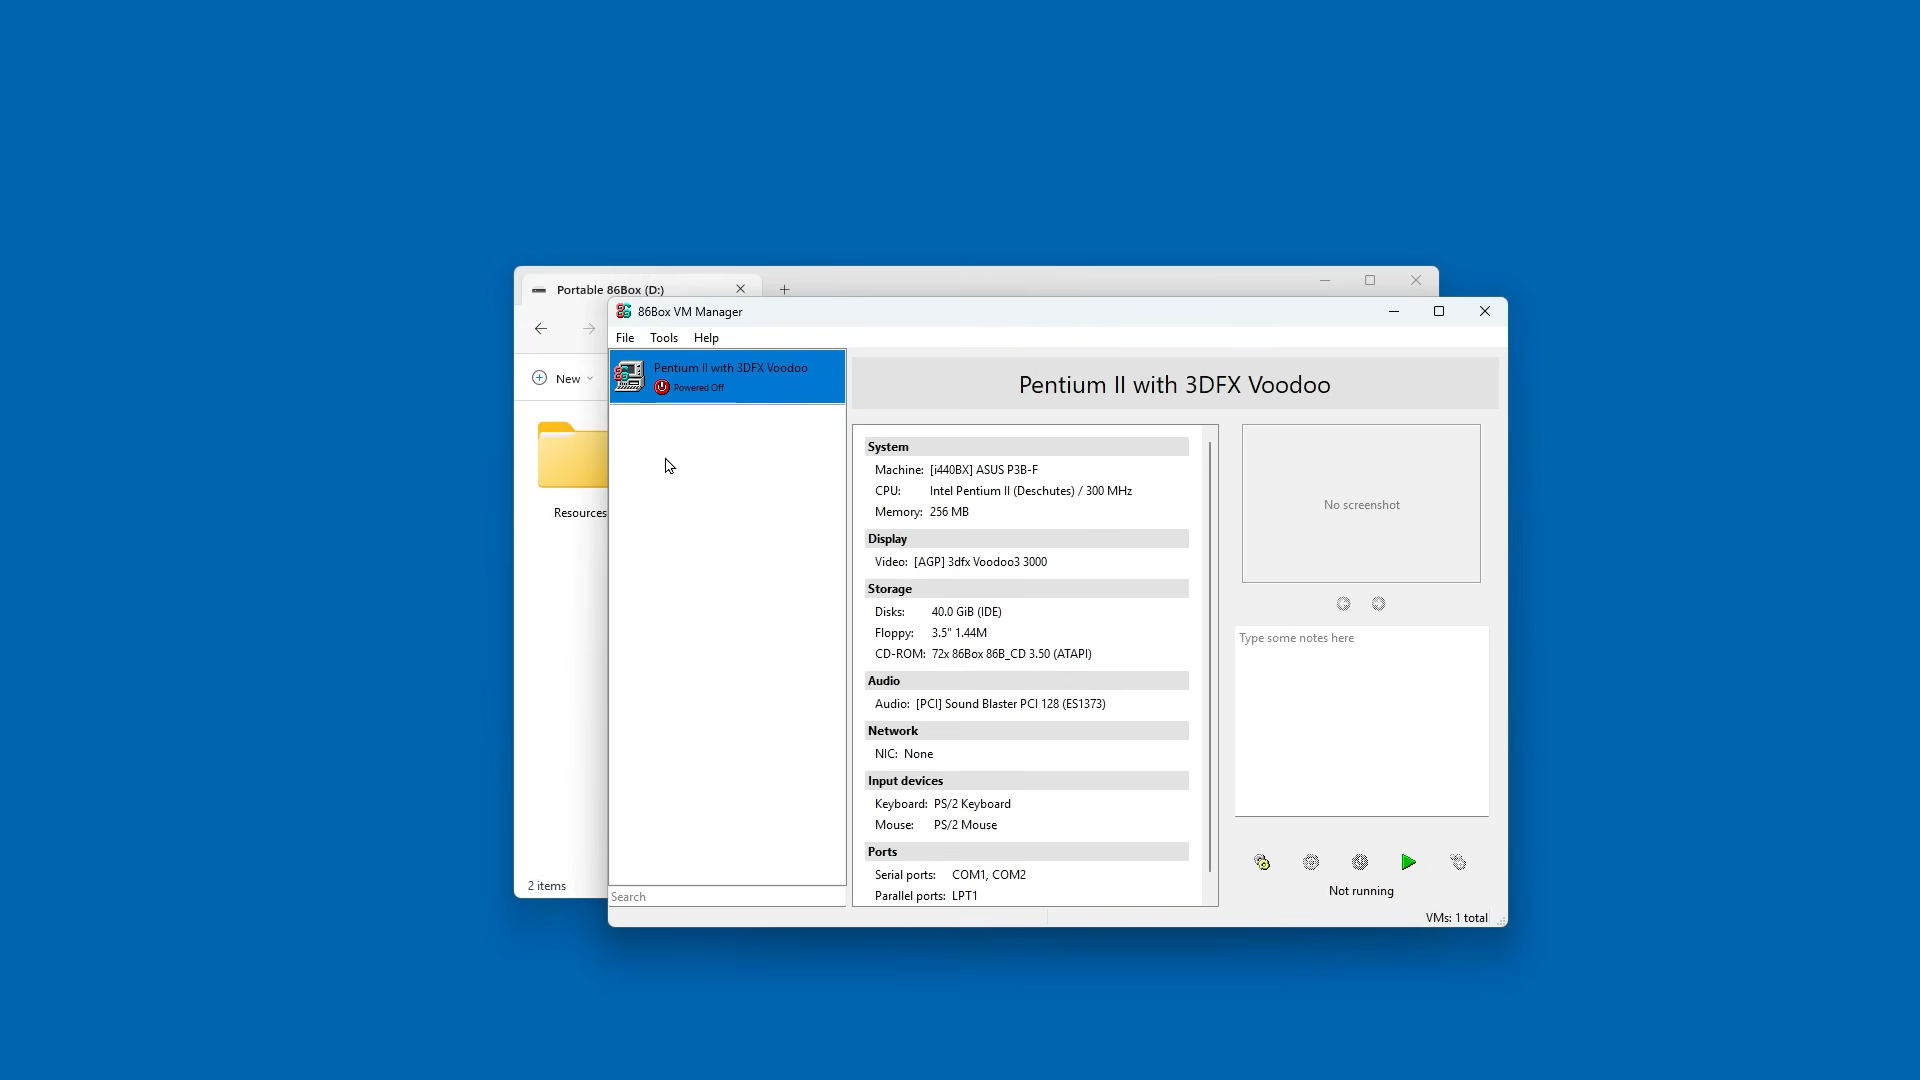 Portable 86Box (D:)
86Box VM Manager
File Tools Help
New
Resources
2 items
Pentium II with 3DFX Voodoo
Powered Off
Search
Pentium II with 3DFX Voodoo
System
Machine: [i440BX] ASUS P3B-F
CPU: Intel Pentium II (Deschutes) / 300 MHz
Memory: 256 MB
Display
Video: [AGP] 3dfx Voodoo3 3000
Storage
Disks: 40.0 GiB (IDE)
Floppy: 3.5" 1.44M
CD-ROM: 72x 86Box 86B_CD 3.50 (ATAPI)
Audio
Audio: [PCI] Sound Blaster PCI 128 (ES1373)
Network
NIC: None
Input devices
Keyboard: PS/2 Keyboard
Mouse: PS/2 Mouse
Ports
Serial ports: COM1, COM2
Parallel ports: LPT1
No screenshot
Type some notes here
Not running
VMs: 1 total